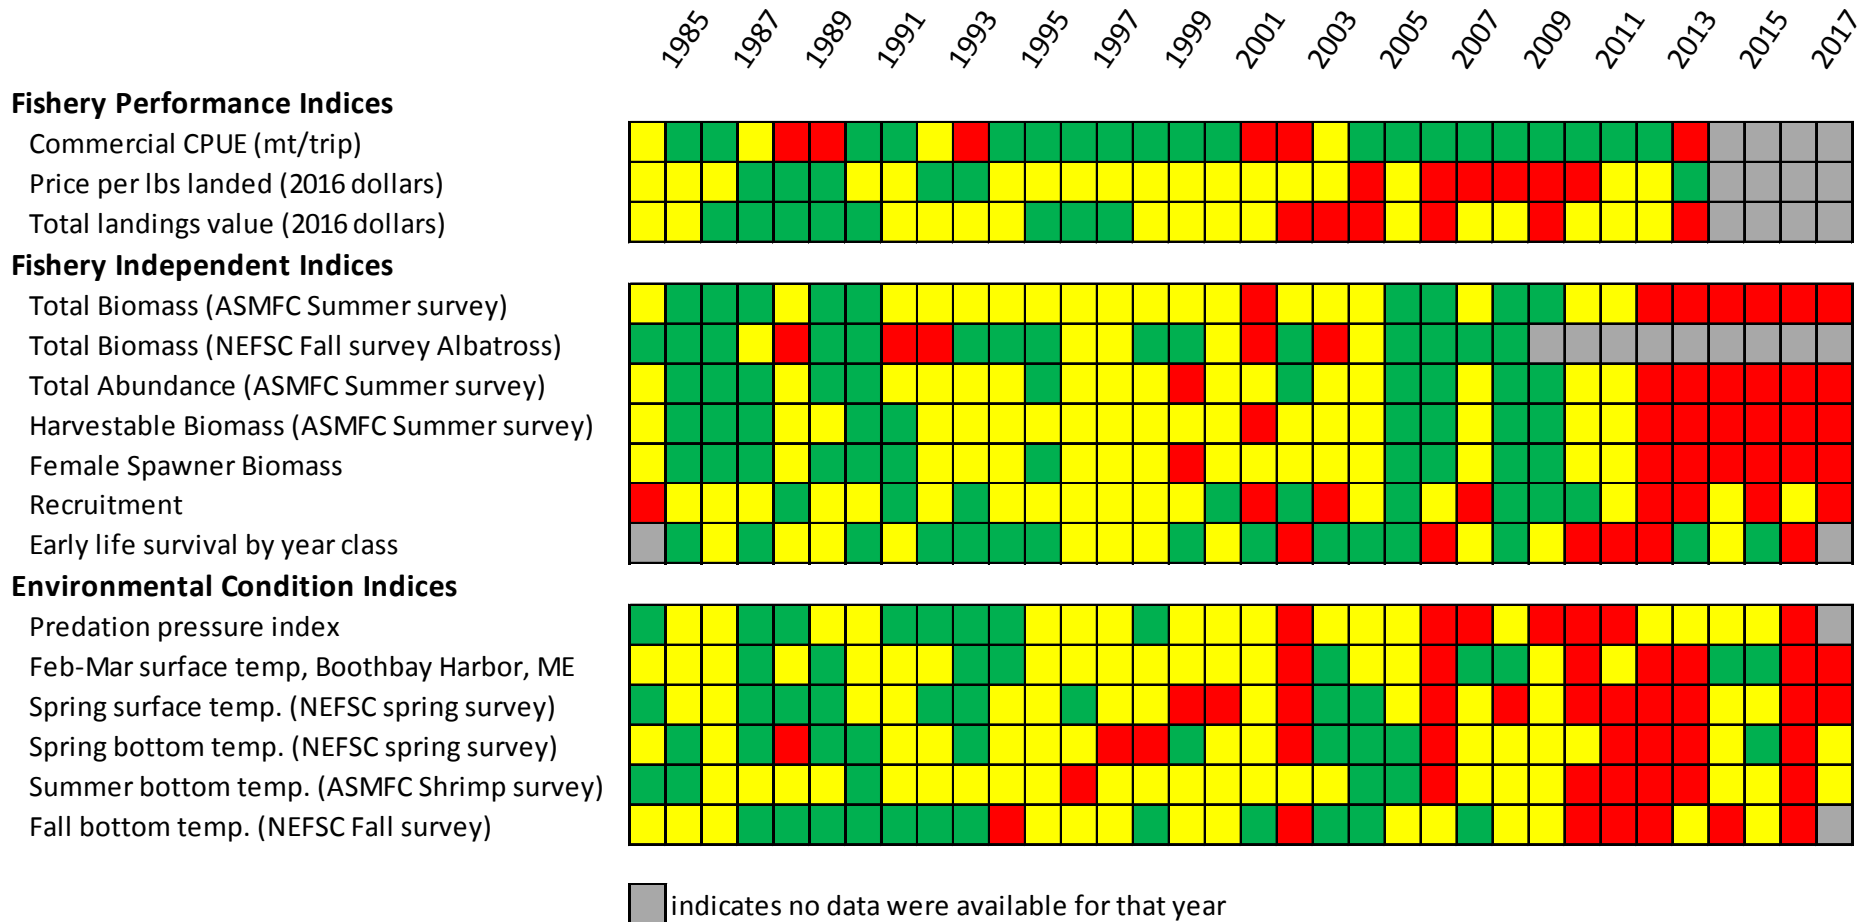 1985 1987 1989 1991 1993 1995 1997 1999 2001 2003 2005 2007 2009 2011 2013 2015 2017
Fishery Performance Indices
Commercial CPUE (mt/trip)
Price per lbs landed (2016 dollars)
Total landings value (2016 dollars)
Fishery Independent Indices
Total Biomass (ASMFC Summer survey)
Total Biomass (NEFSC Fall survey Albatross)
Total Abundance (ASMFC Summer survey)
Harvestable Biomass (ASMFC Summer survey)
Female Spawner Biomass
Recruitment
Early life survival by year class
Environmental Condition Indices
Predation pressure index
Feb-Mar surface temp, Boothbay Harbor, ME
Spring surface temp. (NEFSC spring survey)
Spring bottom temp. (NEFSC spring survey)
Summer bottom temp. (ASMFC Shrimp survey)
Fall bottom temp. (NEFSC Fall survey)
indicates no data were available for that year